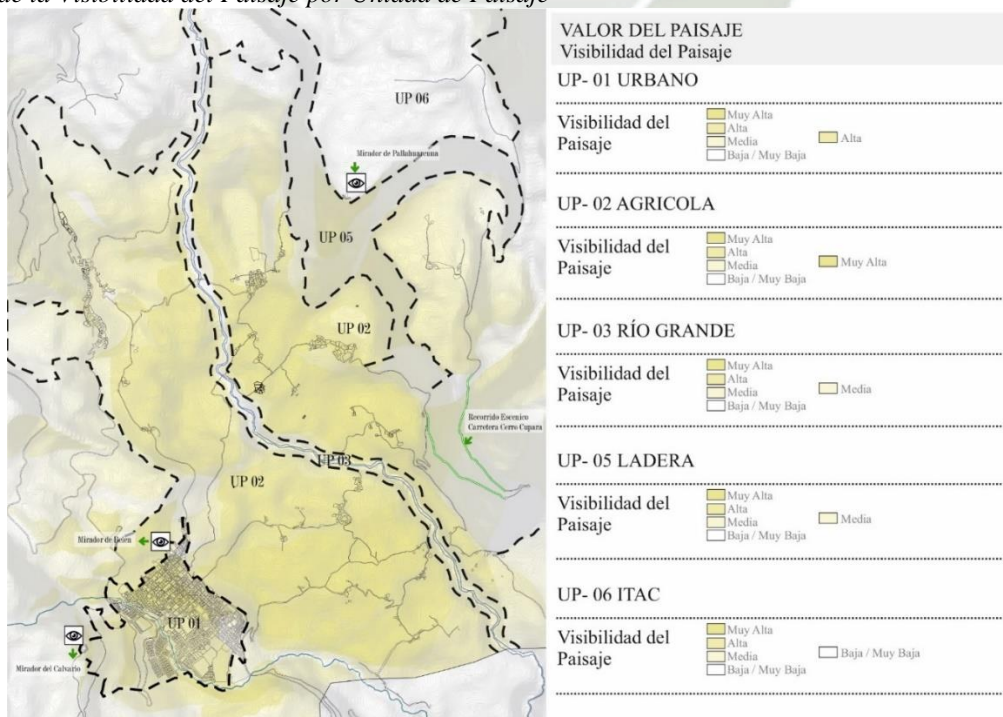 de la Visibilidad del Paisaje por Unidad de Paisaje
UP 06
Mirador de Pallahuarcuna
UP 05
UP 02
Recorrido Escenico
Carretera Cerro Cupara
UP 03
UP 02
Mirador de Belén
UP 01
Mirador del Calvario
VALOR DEL PAISAJE
Visibilidad del Paisaje
UP- 01 URBANO
Visibilidad del
Paisaje
Muy Alta
Alta
Media
Baja / Muy Baja
Alta
UP- 02 AGRICOLA
Visibilidad del
Paisaje
Muy Alta
Alta
Media
Baja / Muy Baja
Muy Alta
UP- 03 RÍO GRANDE
Visibilidad del
Paisaje
Muy Alta
Alta
Media
Baja / Muy Baja
Media
UP- 05 LADERA
Visibilidad del
Paisaje
Muy Alta
Alta
Media
Baja / Muy Baja
Media
UP- 06 ITAC
Visibilidad del
Paisaje
Muy Alta
Alta
Media
Baja / Muy Baja
Baja / Muy Baja